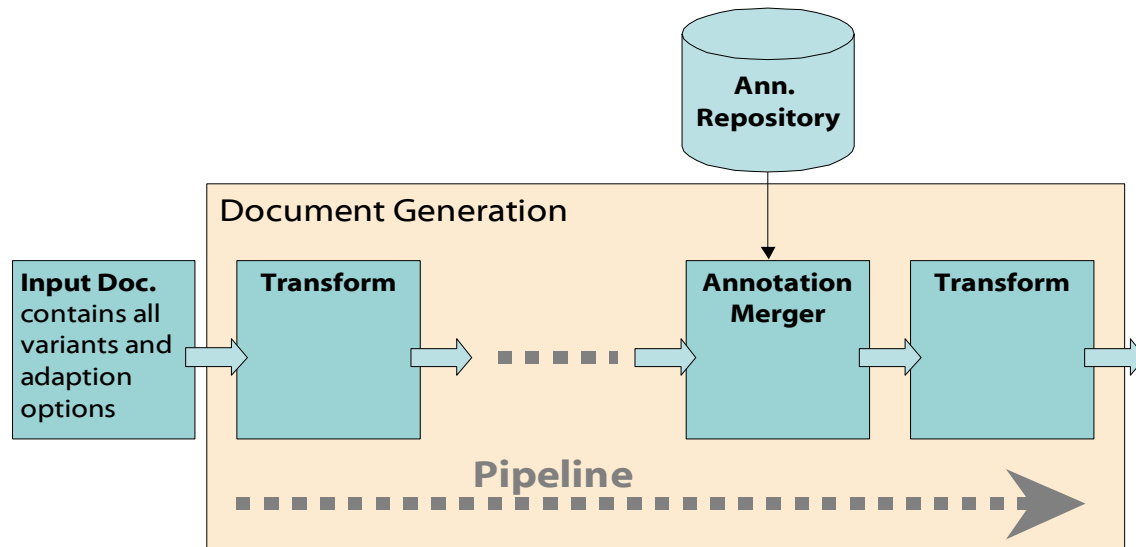 Ann.
Repository
Document Generation
Input Doc.
contains all
variants and
adaption
options
Transform
Annotation
Merger
Transform
Pipeline